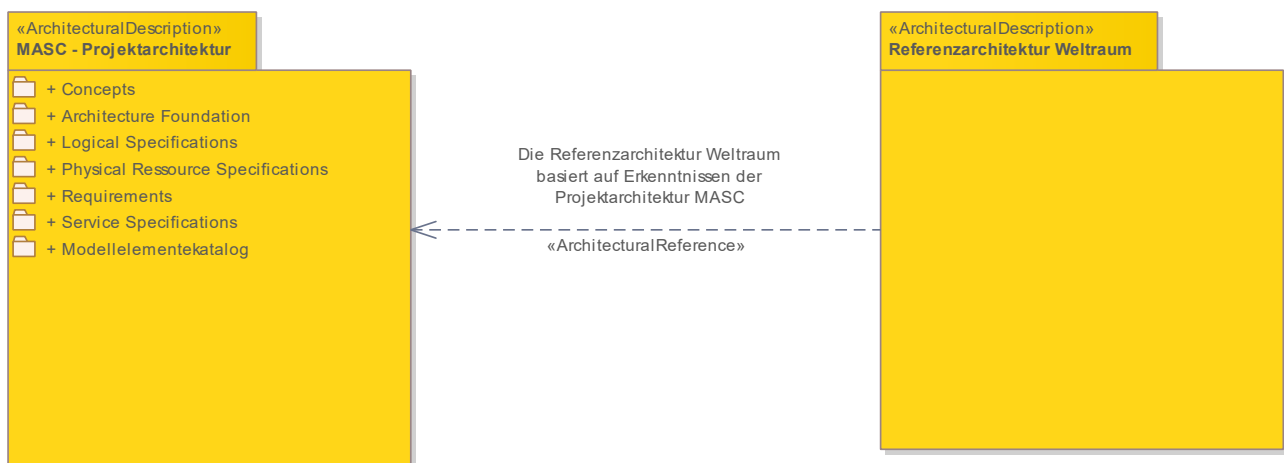 «ArchitecturalDescription»
MASC - Projektarchitektur
+ Concepts
+ Architecture Foundation
+ Logical Specifications
+ Physical Ressource Specifications
+ Requirements
+ Service Specifications
+ Modellelementekatalog
Die Referenzarchitektur Weltraum
basiert auf Erkenntnissen der
Projektarchitektur MASC
«ArchitecturalReference»
«ArchitecturalDescription»
Referenzarchitektur Weltraum